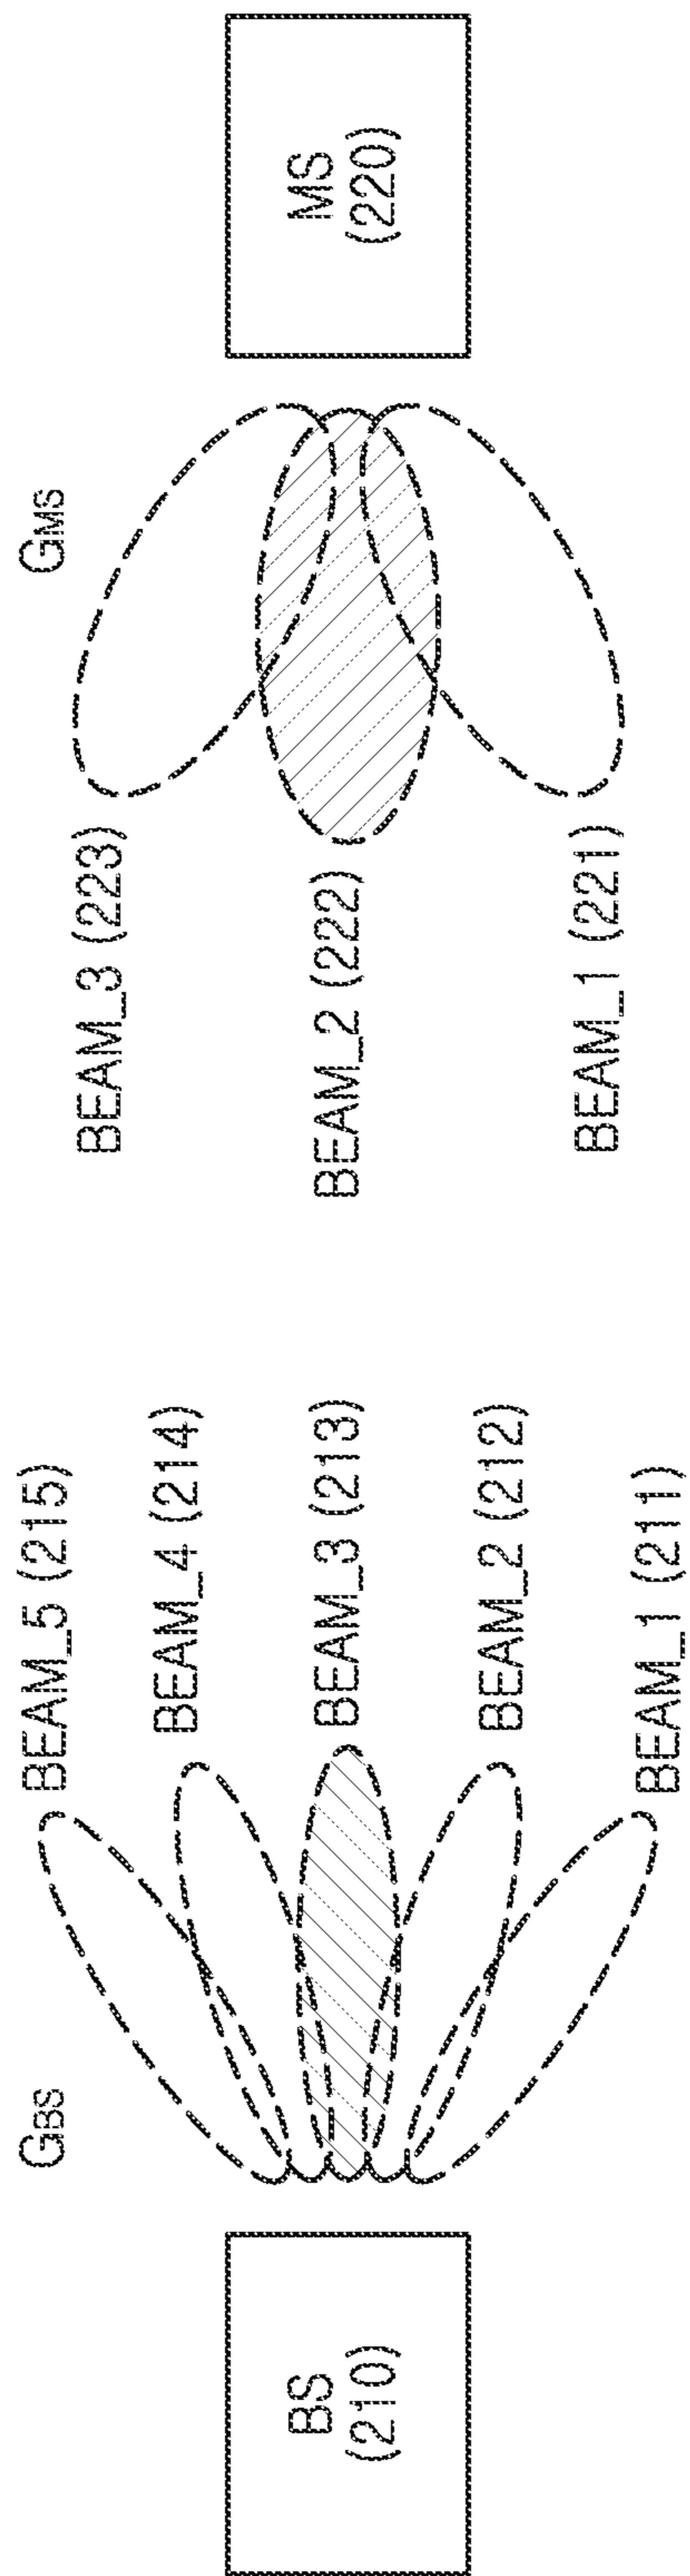 GBS
GMS
BEAM_5 (215)
BEAM_3 (223)
BEAM_4 (214)
BS
(210)
BEAM_3 (213)
BEAM_2 (222)
MS
(220)
BEAM_2 (212)
BEAM_1 (221)
BEAM_1 (211)